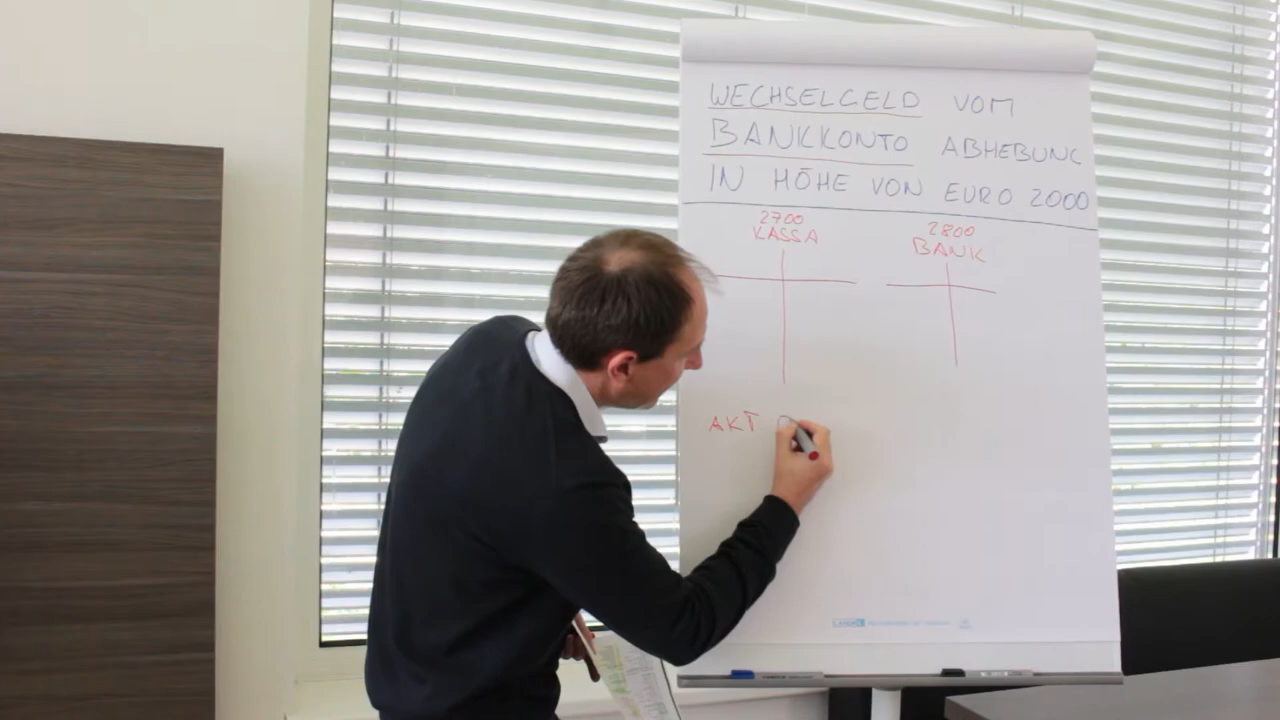 WECHSELGELD VOM
BANKKONTO ABHEBUNG
IN HÖHE VON EURO 2000
2700
KASSA
2800
BANK
AKT